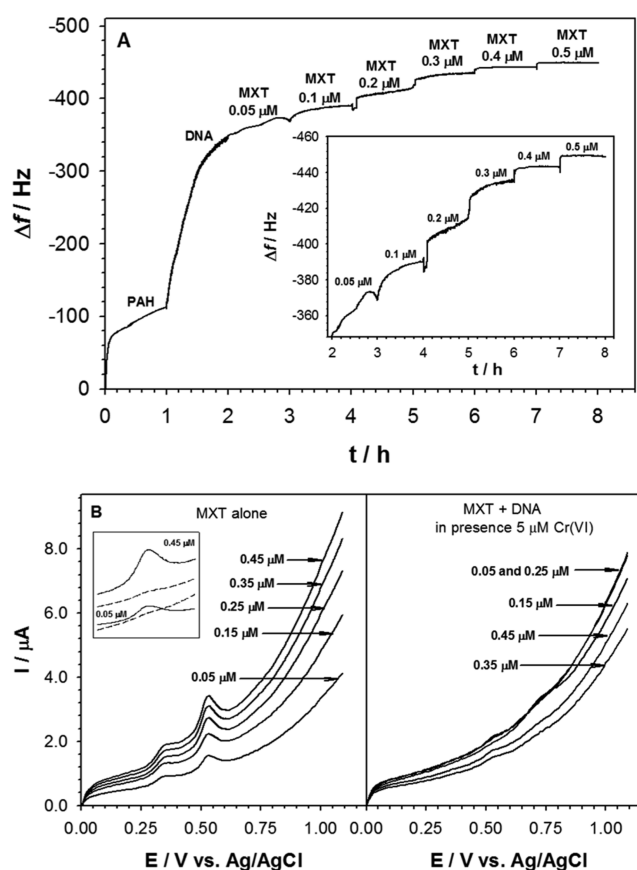 A
-500
-400
-300
-200
-100
0
Δf / Hz
PAH
DNA
MXT
0.05 μM
MXT
0.1 μM
MXT
0.2 μM
MXT
0.3 μM
MXT
0.4 μM
MXT
0.5 μM
-460
-440
-420
-400
-380
-360
Δf / Hz
0.05 μM
0.1 μM
0.2 μM
0.3 μM
0.4 μM
0.5 μM
2 3 4 5 6 7 8
t / h
0 1 2 3 4 5 6 7 8
t / h
B
MXT alone
8.0
6.0
4.0
2.0
0.0
I / μA
0.45 μM
0.05 μM
0.45 μM
0.35 μM
0.25 μM
0.15 μM
0.05 μM
0.00 0.25 0.50 0.75 1.00
E / V vs. Ag/AgCl
MXT + DNA
in presence 5 μM Cr(VI)
0.05 and 0.25 μM
0.15 μM
0.45 μM
0.35 μM
0.00 0.25 0.50 0.75 1.00
E / V vs. Ag/AgCl